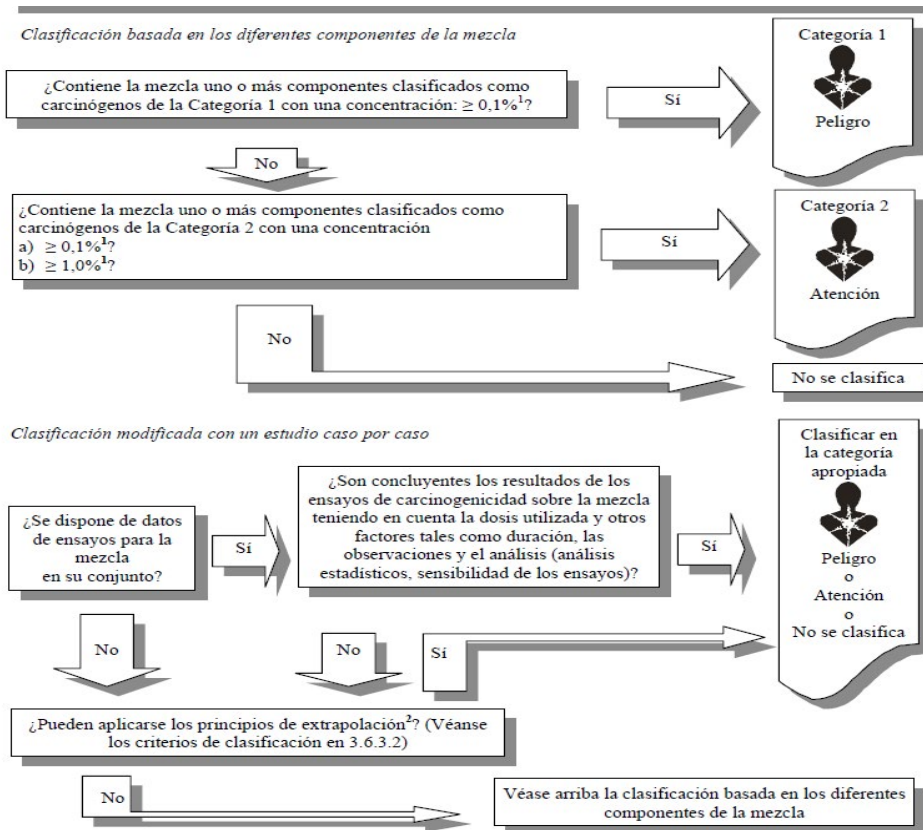 Clasificación basada en los diferentes componentes de la mezcla
¿Contiene la mezcla uno o más componentes clasificados como
carcinógenos de la Categoría 1 con una concentración: ≥ 0,1%¹?
Sí
Categoría 1
Peligro
No
¿Contiene la mezcla uno o más componentes clasificados como
carcinógenos de la Categoría 2 con una concentración
a) ≥ 0,1%¹?
b) ≥ 1,0%¹?
Sí
Categoría 2
Atención
No
No se clasifica
Clasificación modificada con un estudio caso por caso
¿Se dispone de datos
de ensayos para la
mezcla
en su conjunto?
Sí
¿Son concluyentes los resultados de los
ensayos de carcinogenicidad sobre la mezcla
teniendo en cuenta la dosis utilizada y otros
factores tales como duración, las
observaciones y el análisis (análisis
estadísticos, sensibilidad de los ensayos)?
Sí
Clasificar en
la categoría
apropiada
Peligro
o
Atención
o
No se clasifica
No
No
Sí
¿Pueden aplicarse los principios de extrapolación²? (Véanse
los criterios de clasificación en 3.6.3.2)
No
Véase arriba la clasificación basada en los diferentes
componentes de la mezcla